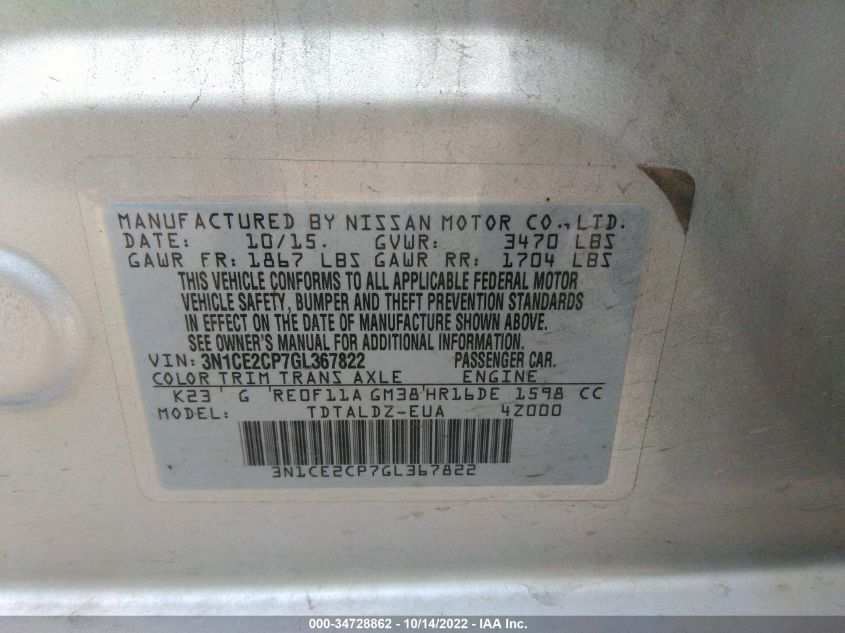 MANUFACTURED BY NISSAN MOTOR CO., LTD.
DATE: 10/15. GVWR: 3470 LBS
GAWR FR: 1867 LBS GAWR RR: 1704 LBS
THIS VEHICLE CONFORMS TO ALL APPLICABLE FEDERAL MOTOR
VEHICLE SAFETY, BUMPER AND THEFT PREVENTION STANDARDS
IN EFFECT ON THE DATE OF MANUFACTURE SHOWN ABOVE.
SEE OWNER'S MANUAL FOR ADDITIONAL INFORMATION.
VIN: 3N1CE2CP7GL367822 PASSENGER CAR.
COLOR TRIM TRANS AXLE ENGINE
K23 G RE0F11A GM38 HR16DE 1598 CC
MODEL: TDTALDZ-EUA 4Z000
3N1CE2CP7GL367822
000-34728862 - 10/14/2022 - IAA Inc.